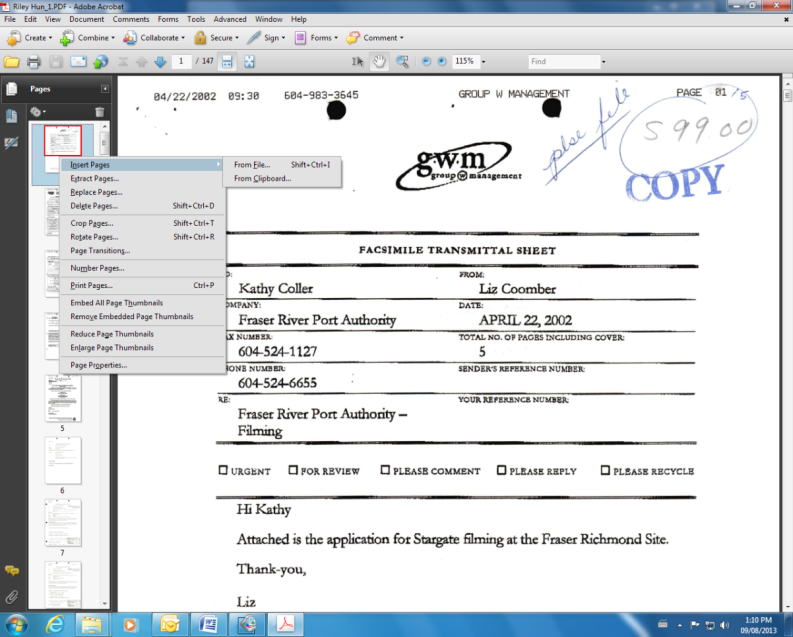 Riley Hun_1.PDF - Adobe Acrobat
File Edit View Document Comments Forms Tools Advanced Window Help
Create Combine Collaborate Secure Sign Forms Comment
1 / 147 115% Find
Pages
04/22/2002 09:30 604-983-3645 GROUP W MANAGEMENT PAGE 01/5
plse file
599.00
COPY
g·w·m
group w management
Insert Pages
Extract Pages...
Replace Pages...
Delete Pages... Shift+Ctrl+D
Crop Pages... Shift+Ctrl+T
Rotate Pages... Shift+Ctrl+R
Page Transitions...
Number Pages...
Print Pages... Ctrl+P
Embed All Page Thumbnails
Remove Embedded Page Thumbnails
Reduce Page Thumbnails
Enlarge Page Thumbnails
Page Properties...
From File... Shift+Ctrl+I
From Clipboard...
5
6
7
FACSIMILE TRANSMITTAL SHEET
O: FROM:
Kathy Coller Liz Coomber
OMPANY: DATE:
Fraser River Port Authority APRIL 22, 2002
AX NUMBER: TOTAL NO. OF PAGES INCLUDING COVER:
604-524-1127 5
HONE NUMBER: SENDER'S REFERENCE NUMBER:
604-524-6655
RE: YOUR REFERENCE NUMBER:
Fraser River Port Authority –
Filming
URGENT FOR REVIEW PLEASE COMMENT PLEASE REPLY PLEASE RECYCLE
Hi Kathy
Attached is the application for Stargate filming at the Fraser Richmond Site.
Thank-you,
Liz
1:10 PM
09/08/2013